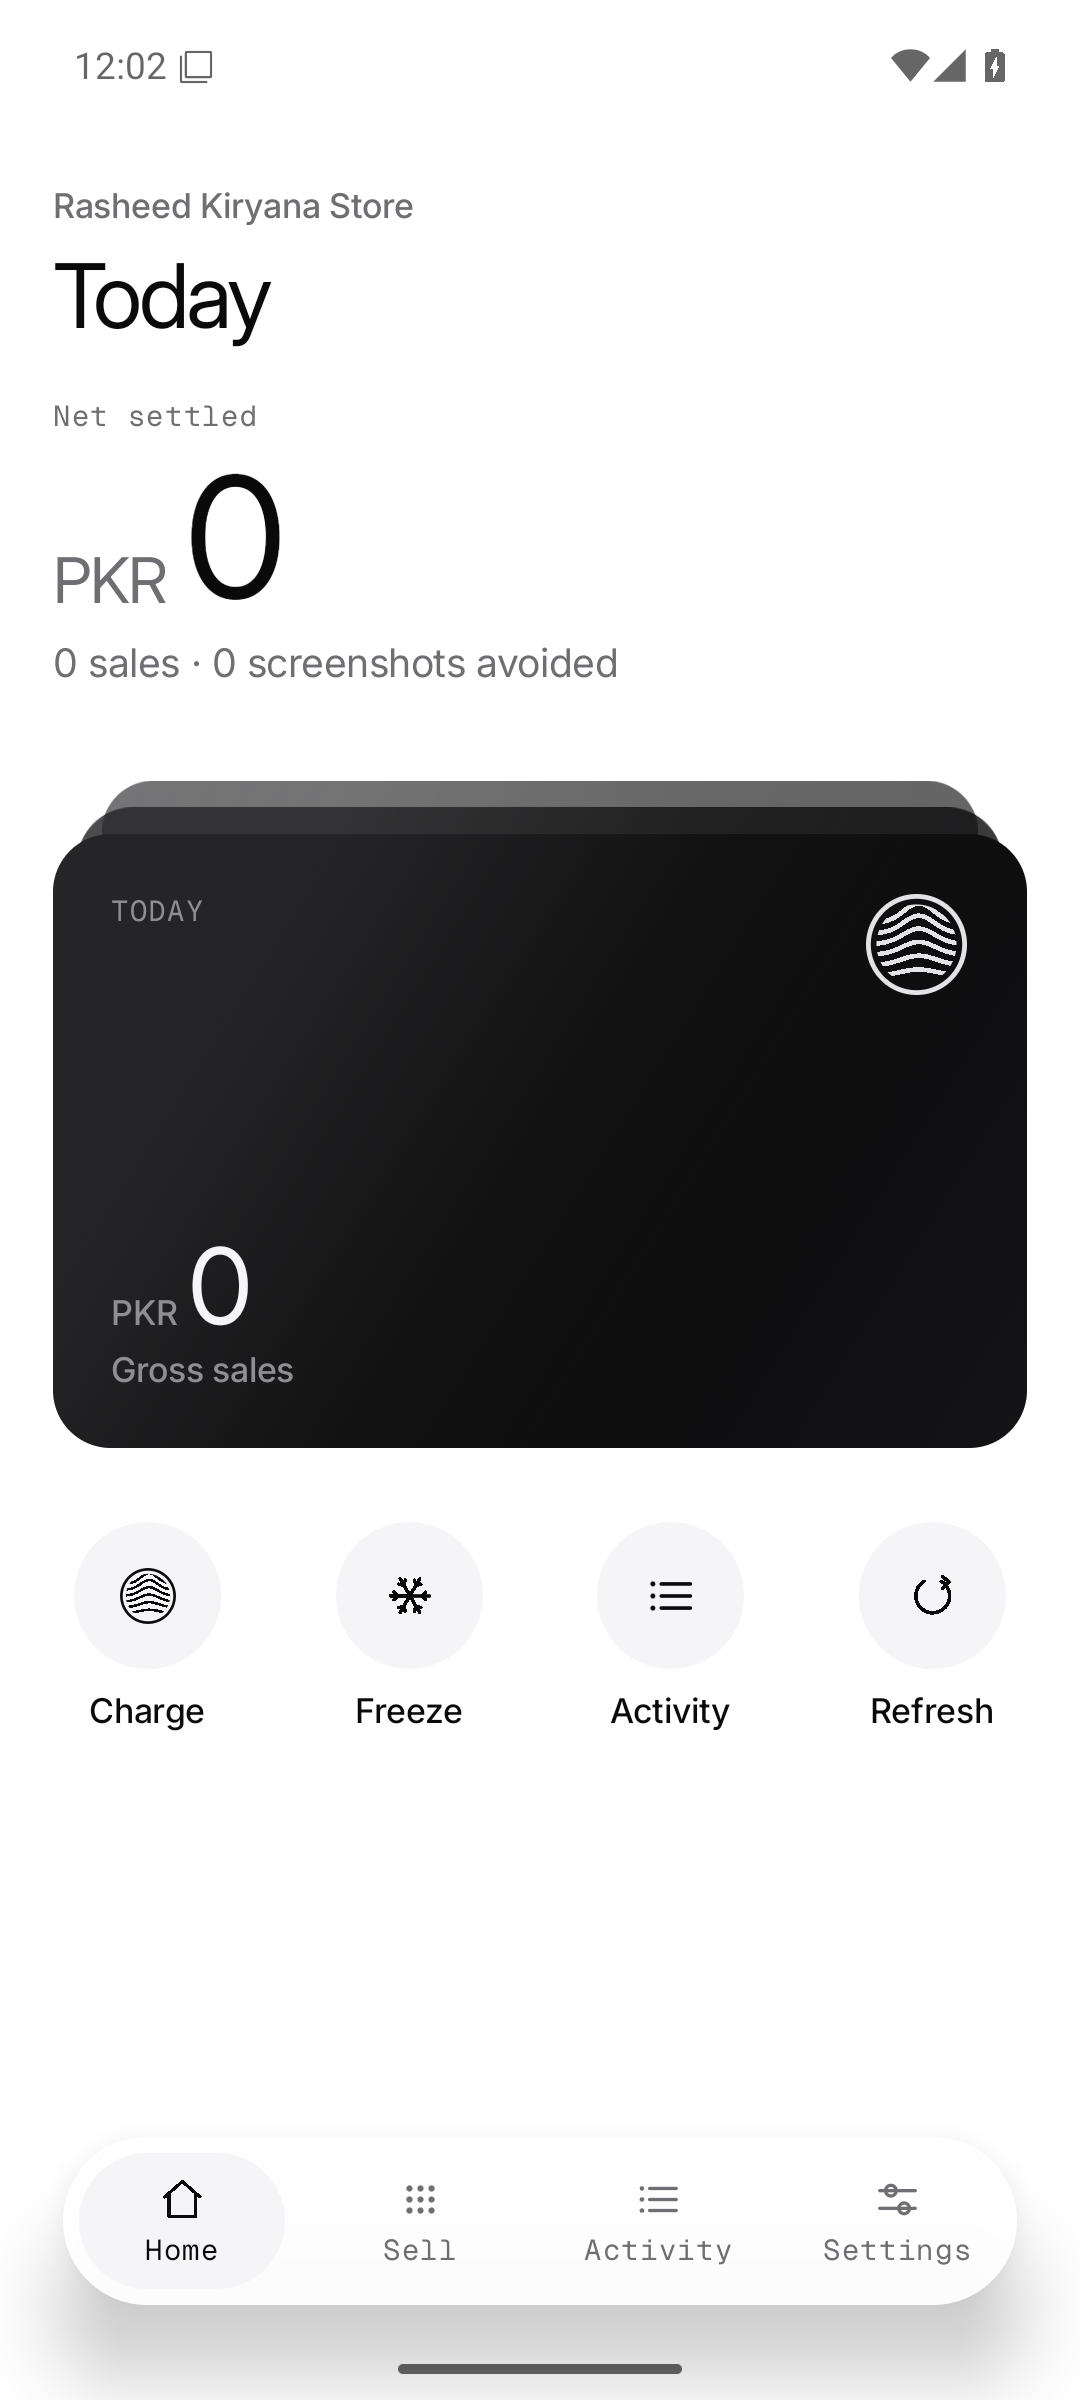 12:02
Rasheed Kiryana Store
Today
Net settled
PKR 0
0 sales · 0 screenshots avoided
TODAY
PKR 0
Gross sales
Charge Freeze Activity Refresh
Home Sell Activity Settings